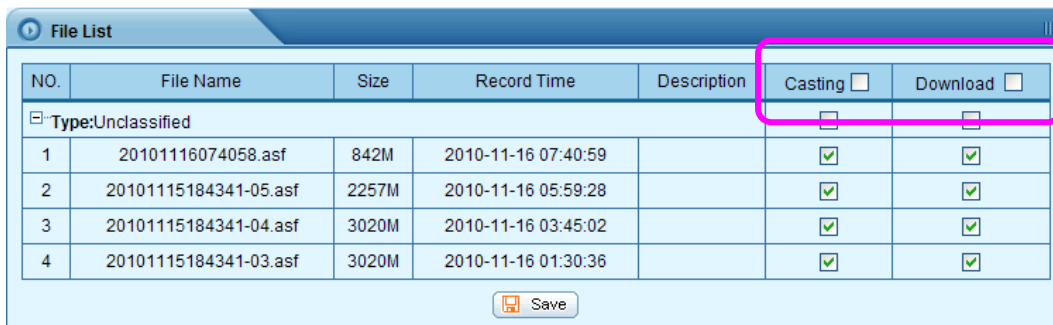 File List
NO. File Name Size Record Time Description Casting Download
Type:Unclassified
1 20101116074058.asf 842M 2010-11-16 07:40:59
2 20101115184341-05.asf 2257M 2010-11-16 05:59:28
3 20101115184341-04.asf 3020M 2010-11-16 03:45:02
4 20101115184341-03.asf 3020M 2010-11-16 01:30:36
Save